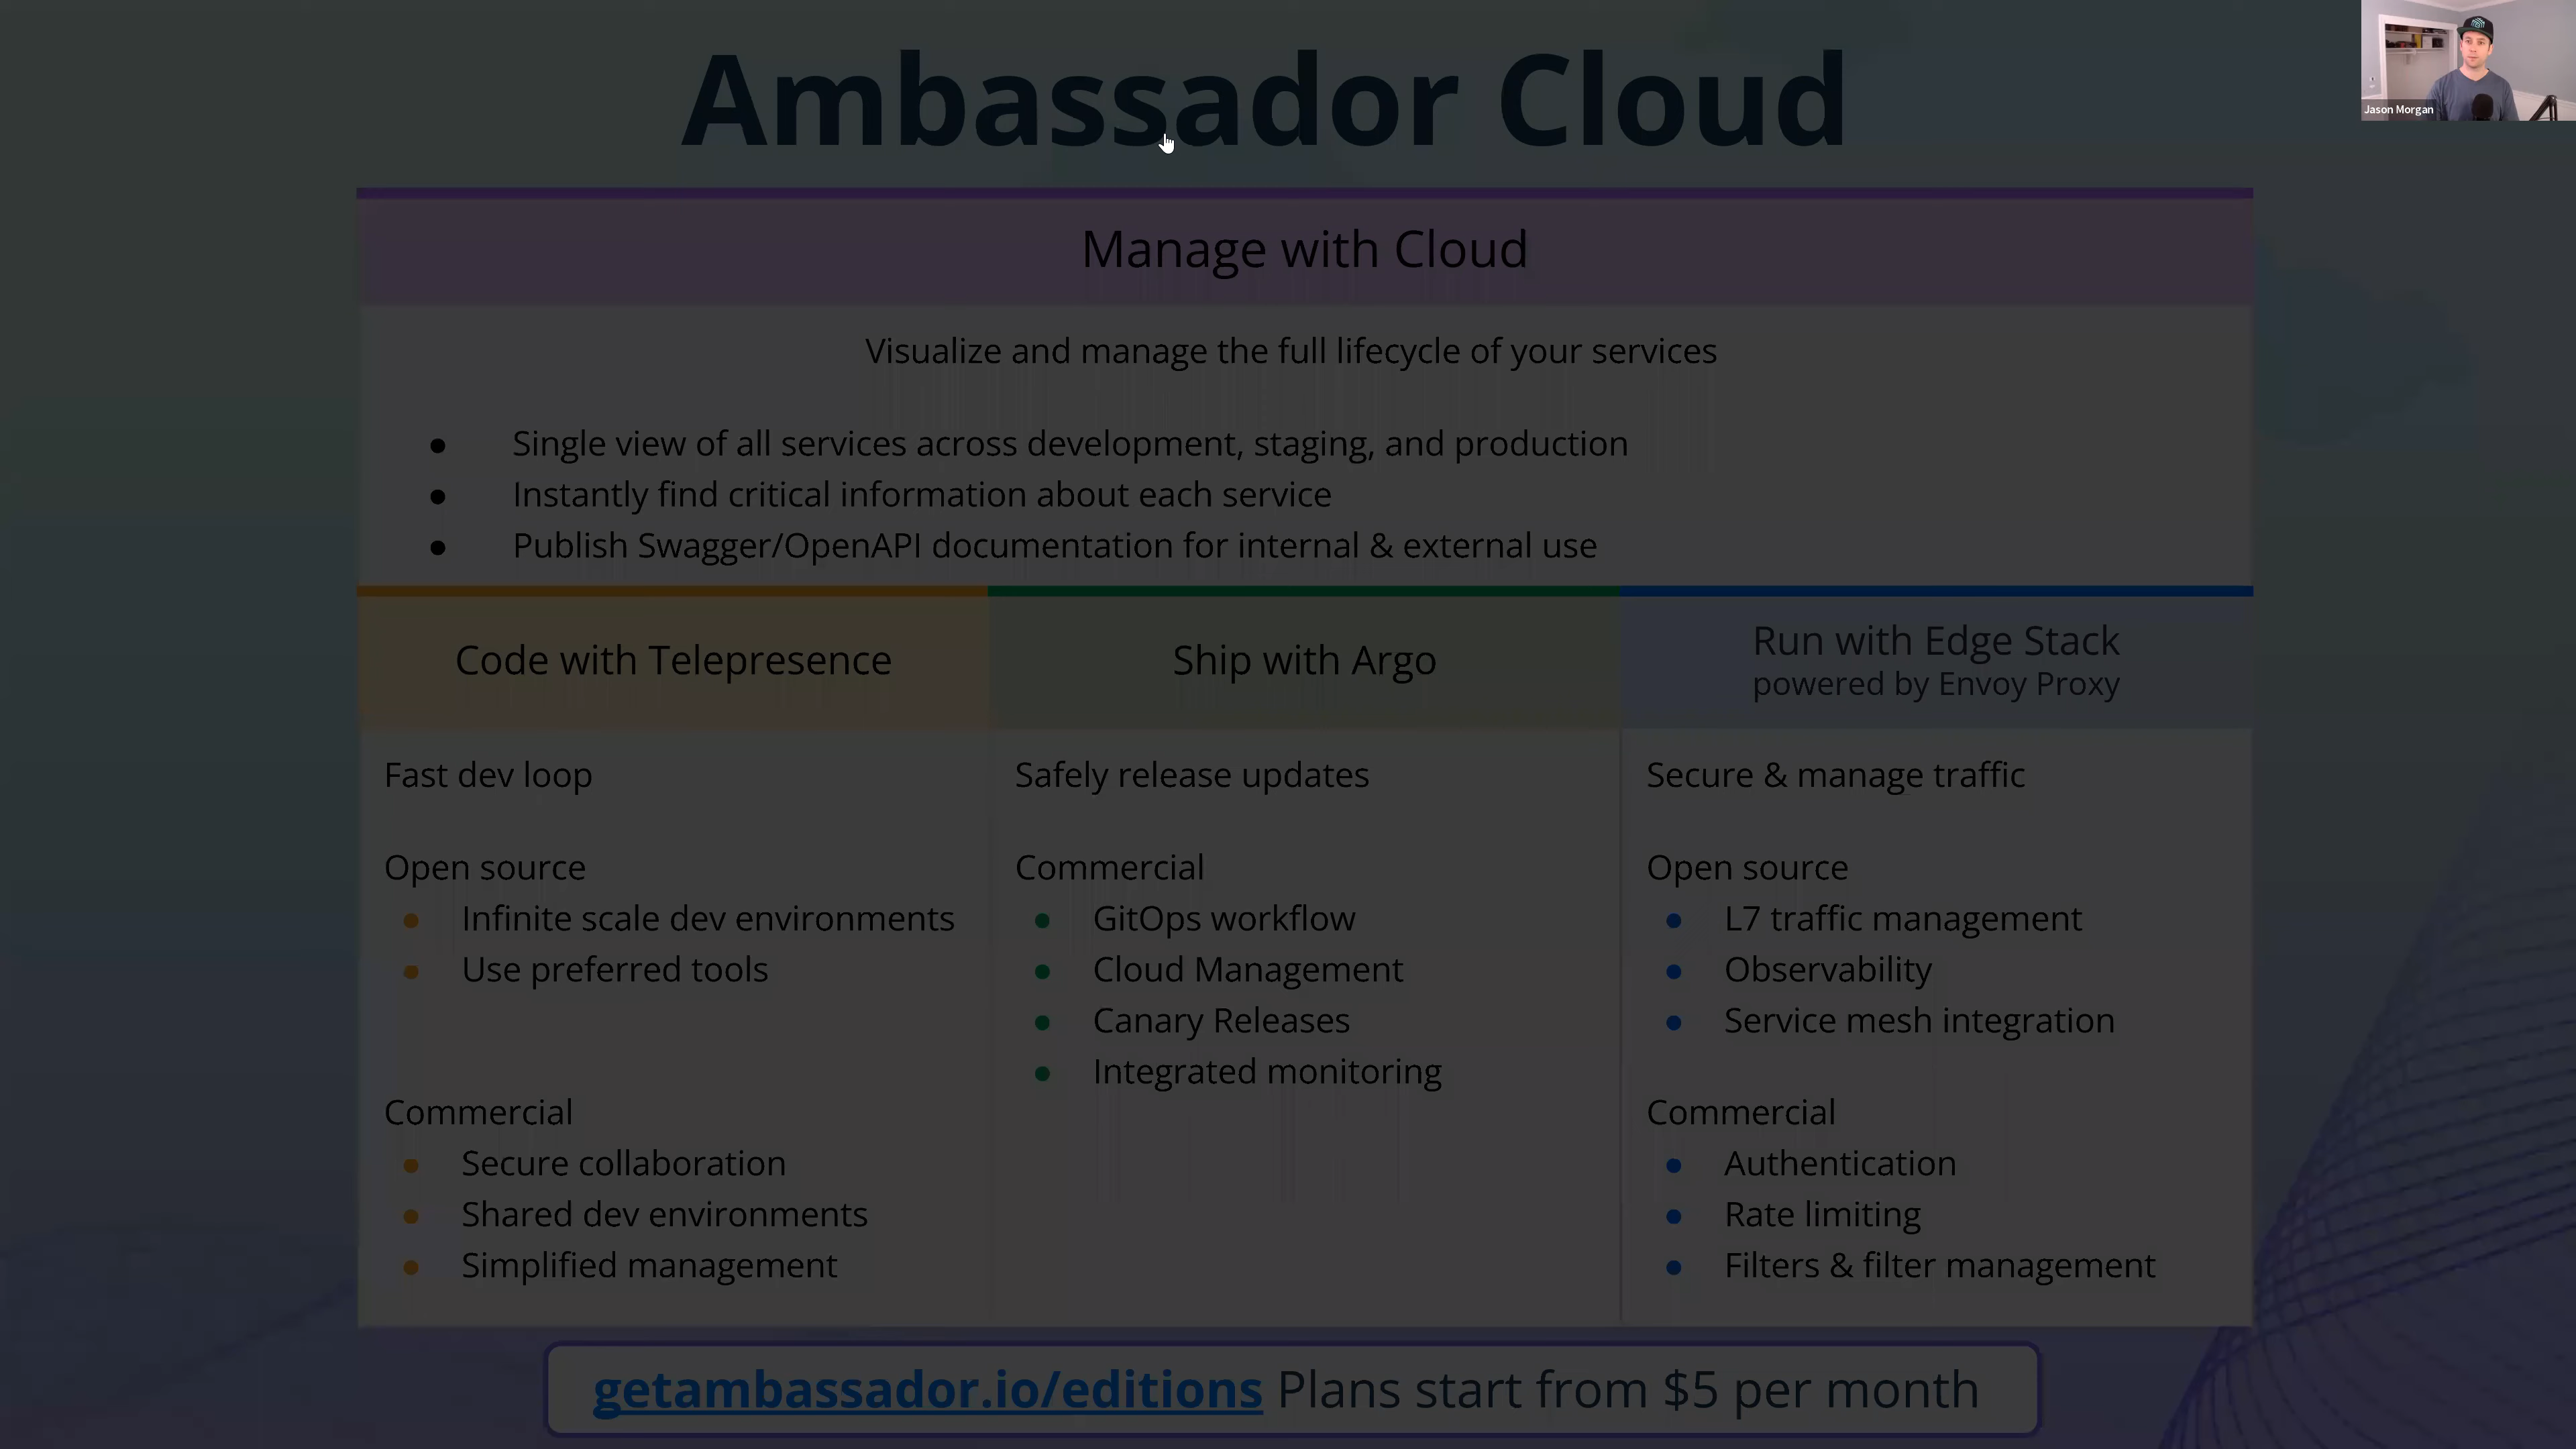 Ambassador Cloud
Jason Morgan
Manage with Cloud
Visualize and manage the full lifecycle of your services
● Single view of all services across development, staging, and production
● Instantly find critical information about each service
● Publish Swagger/OpenAPI documentation for internal & external use
Code with Telepresence
Fast dev loop
Open source
● Infinite scale dev environments
● Use preferred tools
Commercial
● Secure collaboration
● Shared dev environments
● Simplified management
Ship with Argo
Safely release updates
Commercial
● GitOps workflow
● Cloud Management
● Canary Releases
● Integrated monitoring
Run with Edge Stack
powered by Envoy Proxy
Secure & manage traffic
Open source
● L7 traffic management
● Observability
● Service mesh integration
Commercial
● Authentication
● Rate limiting
● Filters & filter management
getambassador.io/editions Plans start from $5 per month